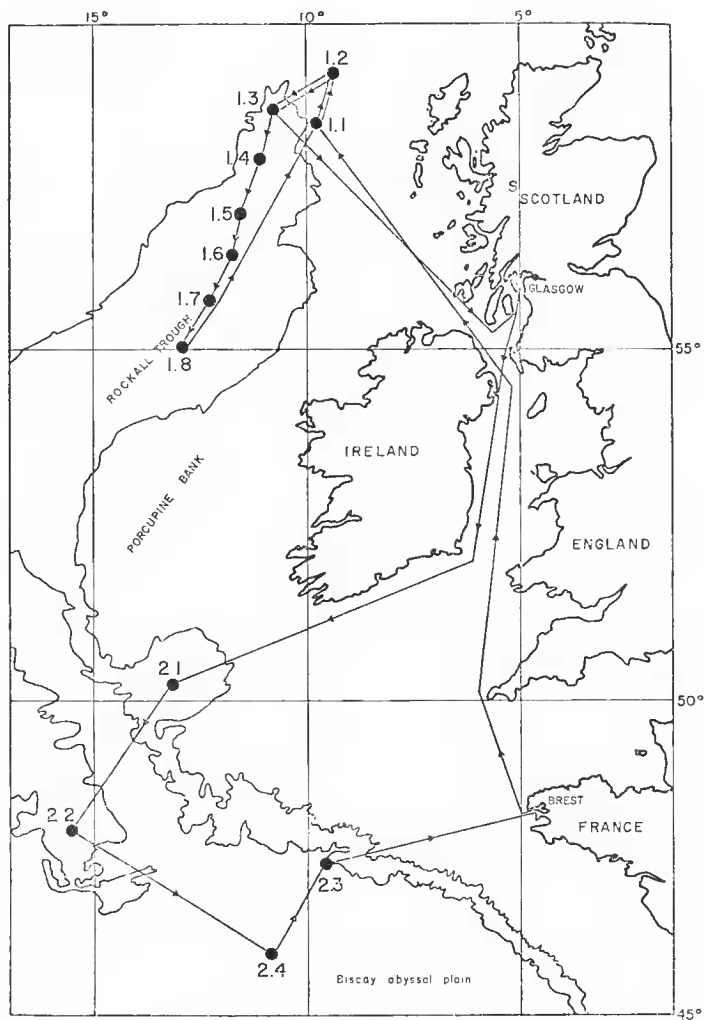 15° 10° 5°
1.2
1.3
1.1
1.4
S
SCOTLAND
1.5
1.6
GLASGOW
1.7
ROCKALL TROUGH
1.8
55°
IRELAND
PORCUPINE BANK
ENGLAND
2.1
50°
BREST
2.2
FRANCE
2.3
2.4
Biscay abyssal plain
45°